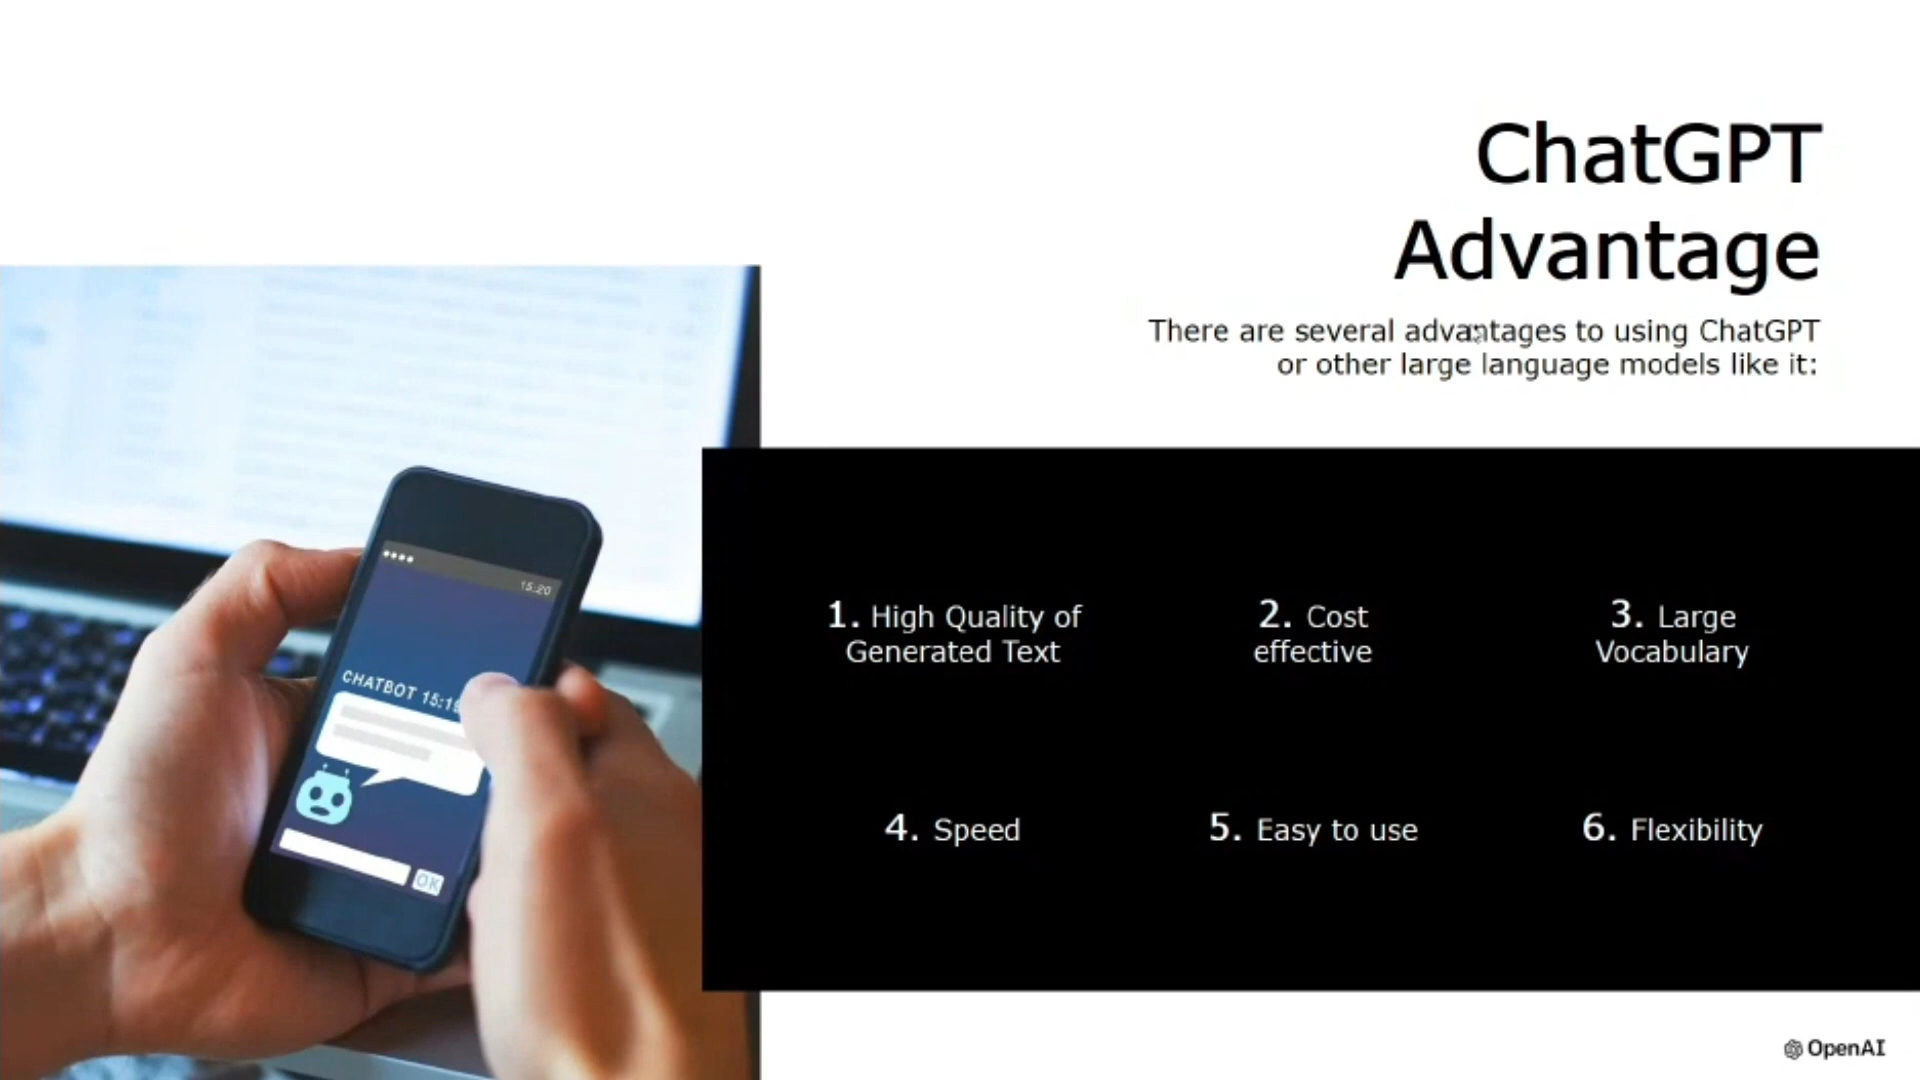 ChatGPT
Advantage
There are several advantages to using ChatGPT
or other large language models like it:
15:20
CHATBOT 15:19
OK
1. High Quality of
Generated Text
2. Cost
effective
3. Large
Vocabulary
4. Speed
5. Easy to use
6. Flexibility
OpenAI